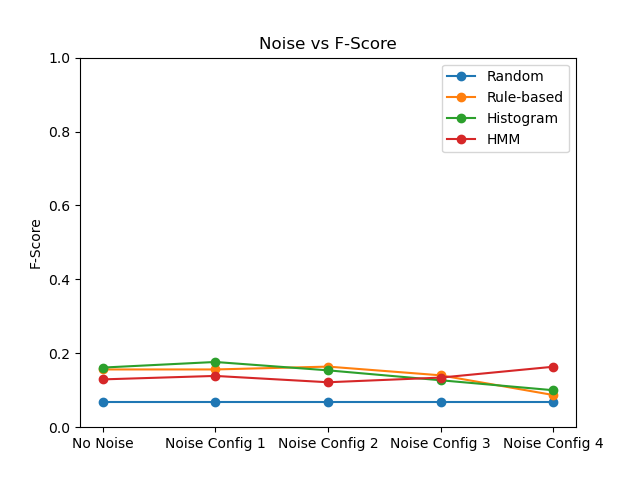 Noise vs F-Score
1.0
0.8
0.6
0.4
0.2
0.0
F-Score
Random
Rule-based
Histogram
HMM
No Noise
Noise Config 1
Noise Config 2
Noise Config 3
Noise Config 4